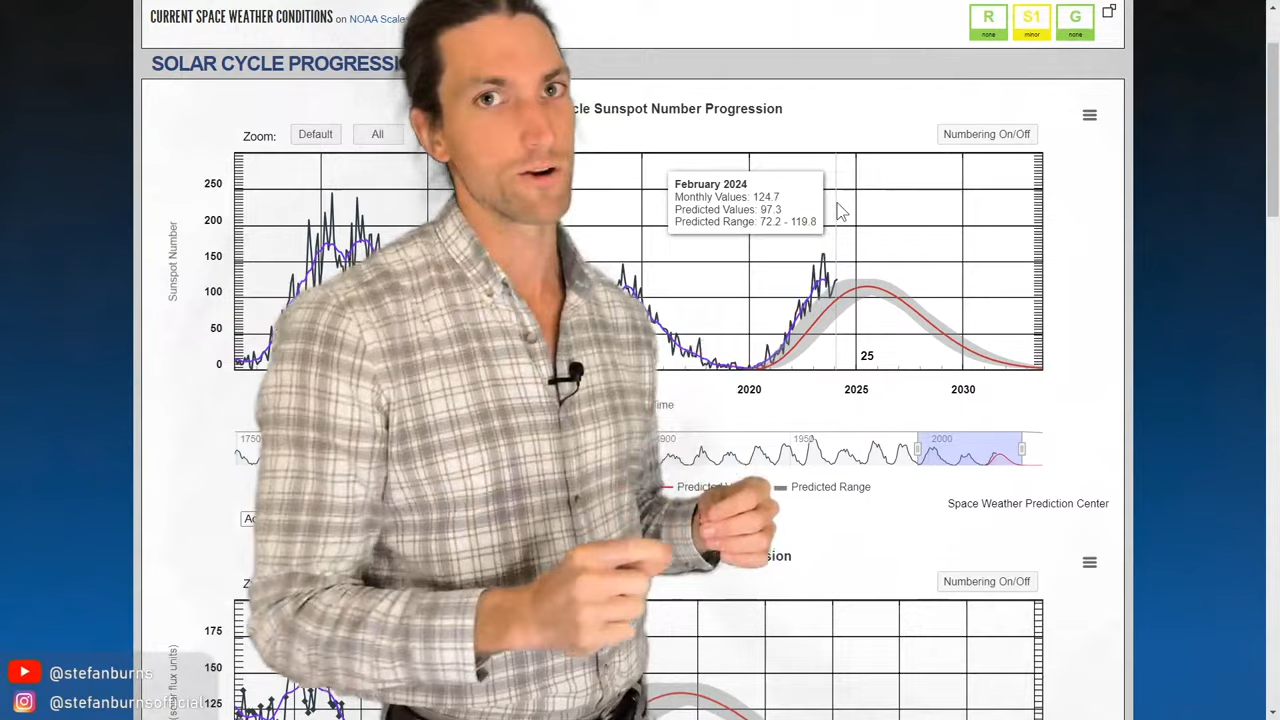 CURRENT SPACE WEATHER CONDITIONS on NOAA Scales
R S1 G
none minor none
SOLAR CYCLE PROGRESSI
cle Sunspot Number Progression
Zoom: Default All
Numbering On/Off
250
200
150
100
50
0
Sunspot Number
February 2024
Monthly Values: 124.7
Predicted Values: 97.3
Predicted Range: 72.2 - 119.8
25
2020 2025 2030
Time
1750 1900 1950 2000
Predicted Predicted Range
Space Weather Prediction Center
sion
Numbering On/Off
175
150
125
@stefanburns
@stefanburnsofficial